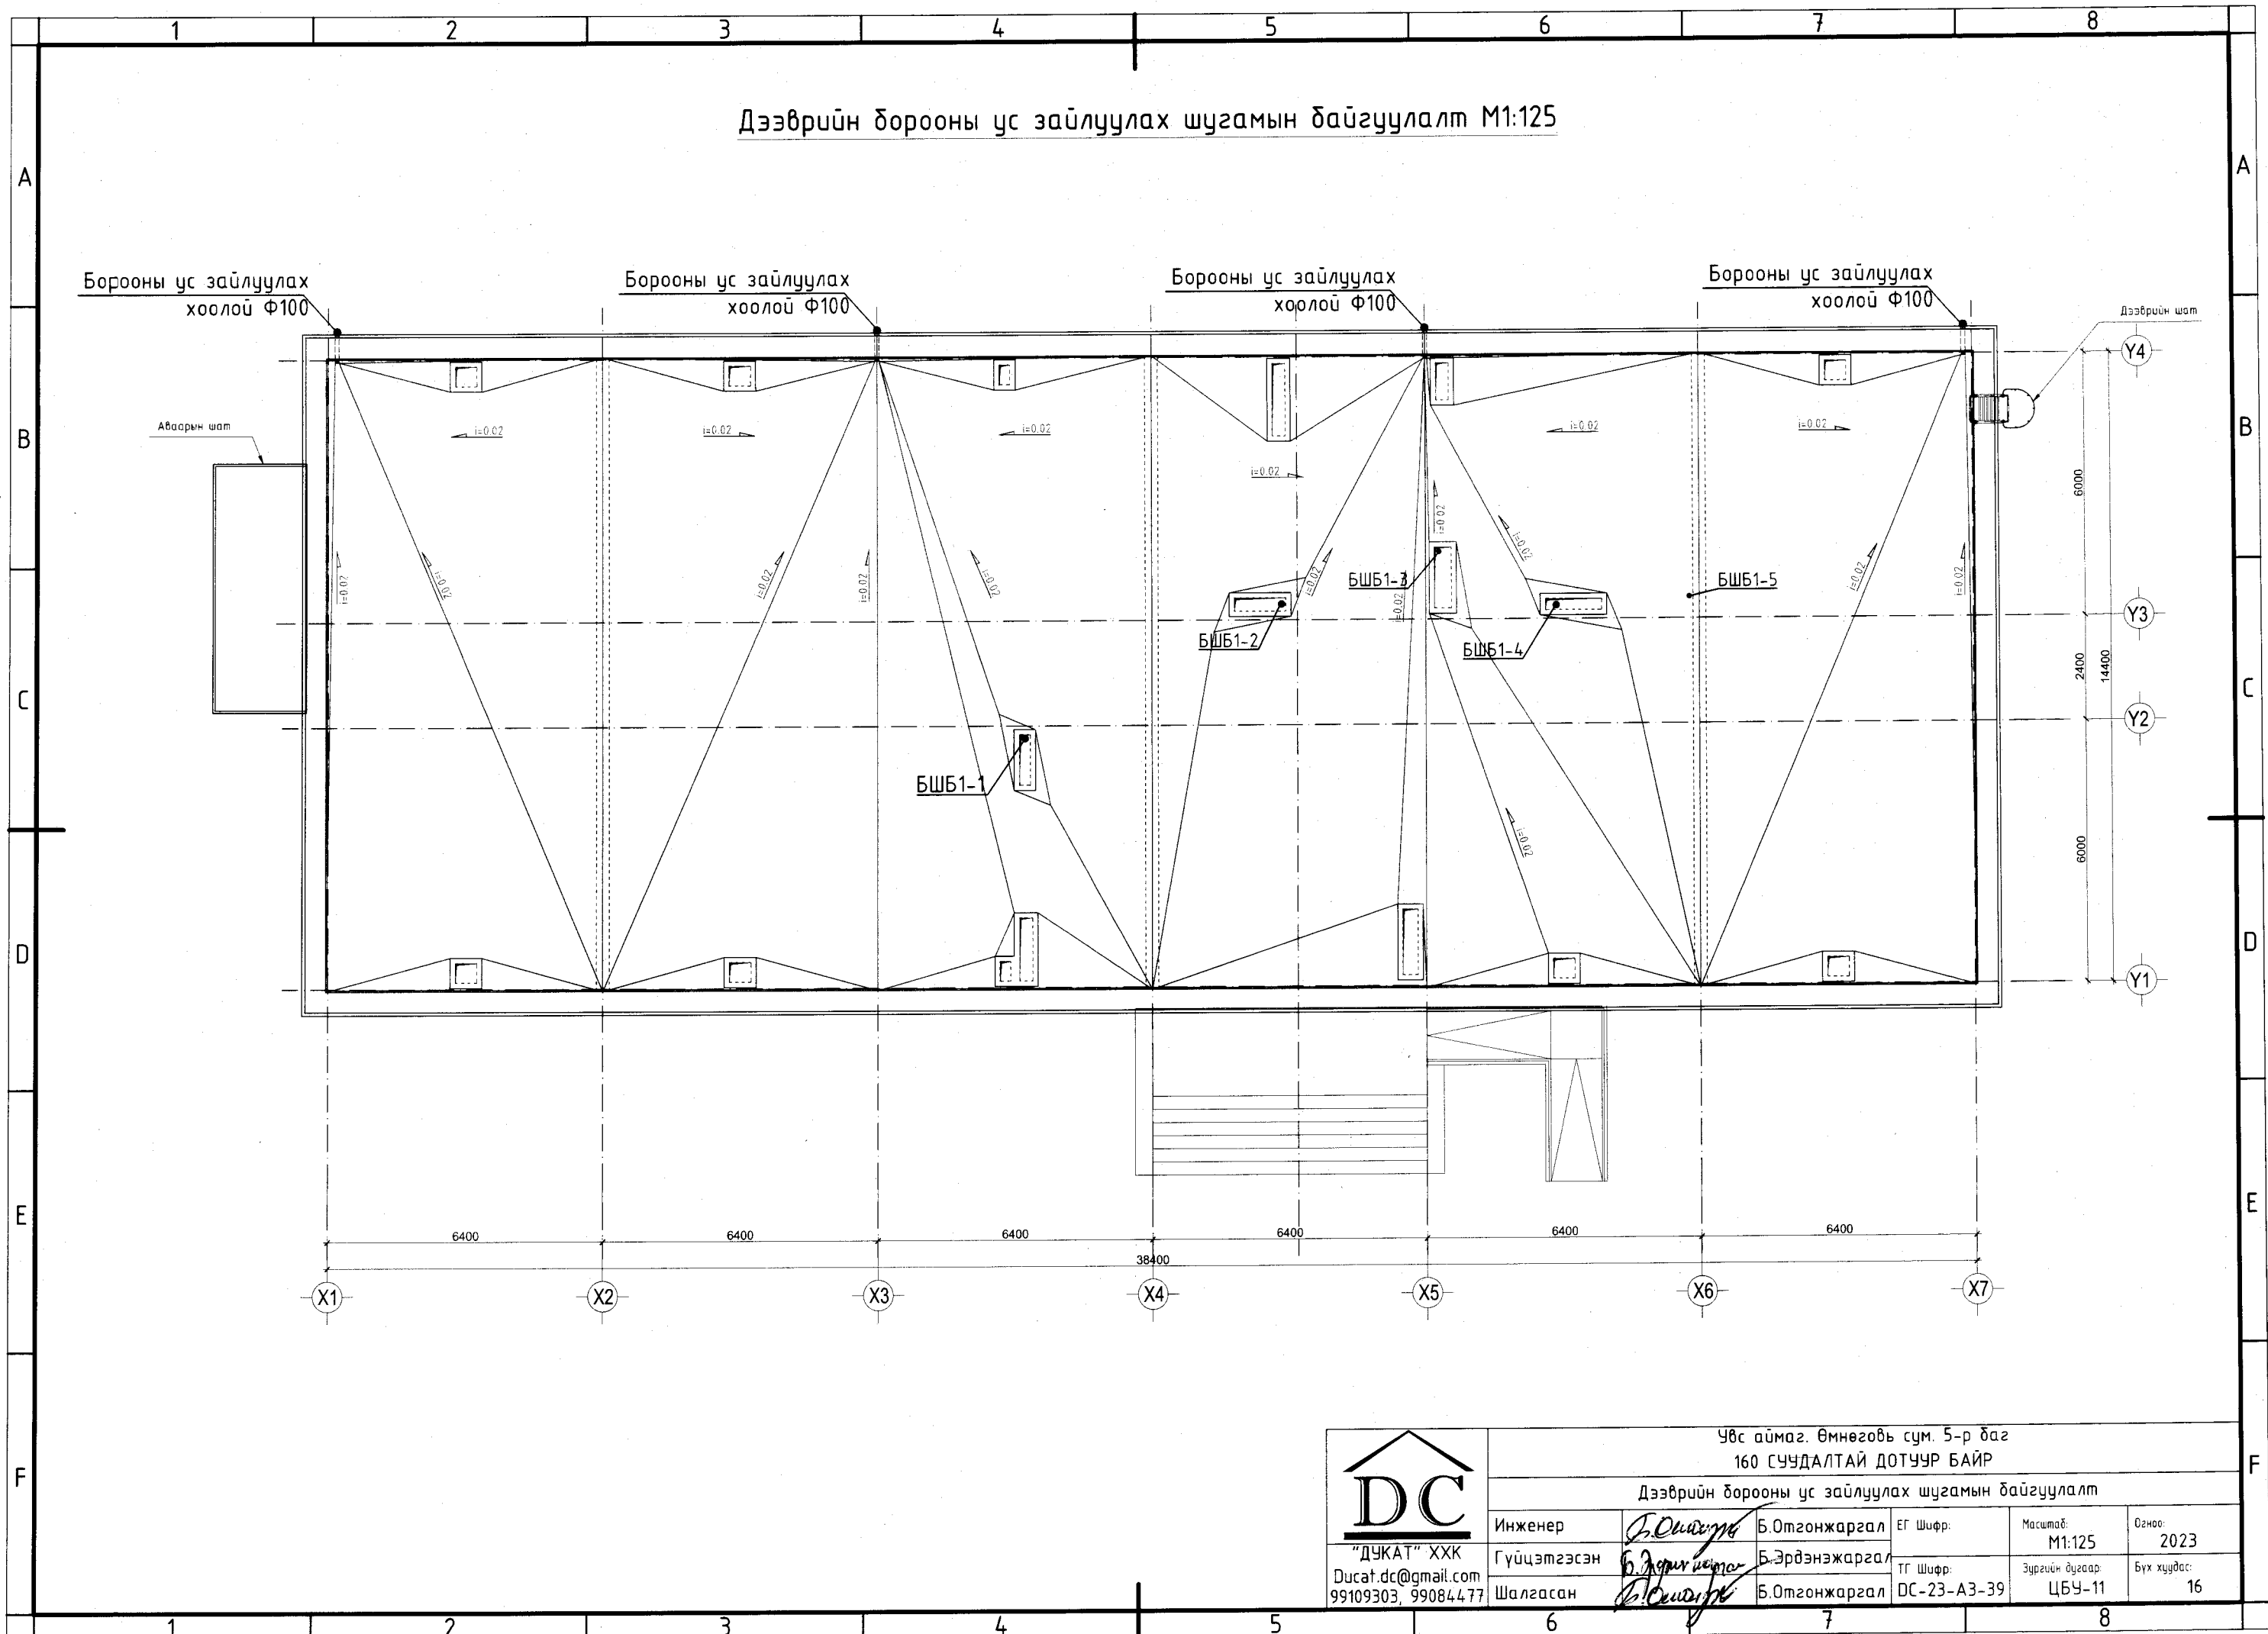 1 2 3 4 5 6 7 8
Дээврийн борооны ус зайлуулах шугамын байгуулалт М1:125
A A
Борооны ус зайлуулах
хоолой Ф100
Борооны ус зайлуулах
хоолой Ф100
Борооны ус зайлуулах
хоолой Ф100
Борооны ус зайлуулах
хоолой Ф100
Дээврийн шат
Y4
B B
Аваарын шат
i=0.02 i=0.02 i=0.02 i=0.02 i=0.02
i=0.02
6000
i=0.02
i=0.02
i=0.02 i=0.02 i=0.02 i=0.02 i=0.02 i=0.02 i=0.02 i=0.02 i=0.02
БШБ1-3
БШБ1-5
Y3
БШБ1-2
БШБ1-4
2400
14400
C C
Y2
БШБ1-1
i=0.02
6000
D D
Y1
E E
6400 6400 6400 6400 6400 6400
38400
X1 X2 X3 X4 X5 X6 X7
F F
DC
"ДУКАТ" ХХК
Ducat.dc@gmail.com
99109303, 99084477
Увс аймаг. Өмнөговь сум. 5-р баг
160 СУУДАЛТАЙ ДОТУУР БАЙР
Дээврийн борооны ус зайлуулах шугамын байгуулалт
Инженер Б.Отгонжаргал
Гүйцэтгэсэн Б.Эрдэнэжаргал
Шалгасан Б.Отгонжаргал
ЕГ Шифр:
ТГ Шифр:
DC-23-A3-39
Масштаб:
М1:125
Зургийн дугаар:
ЦБУ-11
Огноо:
2023
Бүх хуудас:
16
1 2 3 4 5 6 7 8